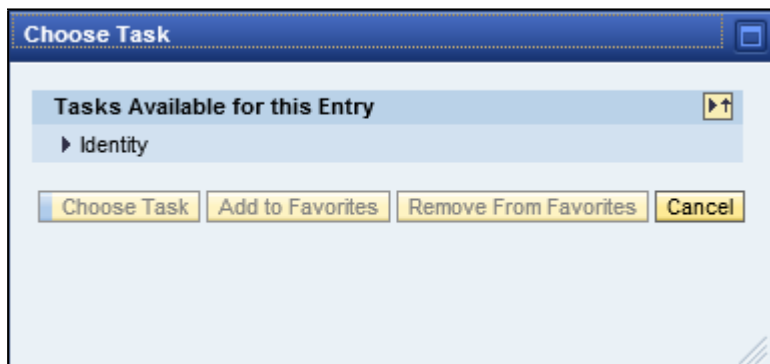 Choose Task
Tasks Available for this Entry
Identity
Choose Task Add to Favorites Remove From Favorites Cancel